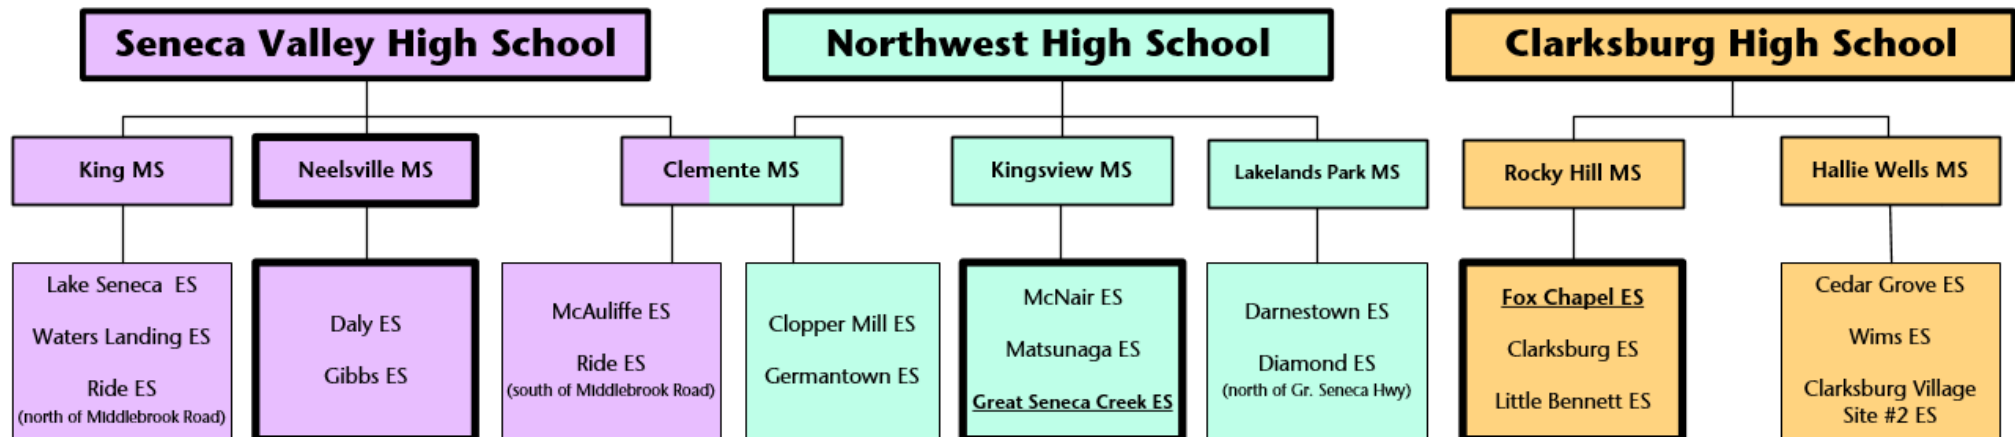 Seneca Valley High School
Northwest High School
Clarksburg High School
King MS
Neelsville MS
Clemente MS
Kingsview MS
Lakelands Park MS
Rocky Hill MS
Hallie Wells MS
Lake Seneca ES
Waters Landing ES
Ride ES
(north of Middlebrook Road)
Daly ES
Gibbs ES
McAuliffe ES
Ride ES
(south of Middlebrook Road)
Clopper Mill ES
Germantown ES
McNair ES
Matsunaga ES
Great Seneca Creek ES
Darnestown ES
Diamond ES
(north of Gr. Seneca Hwy)
Fox Chapel ES
Clarksburg ES
Little Bennett ES
Cedar Grove ES
Wims ES
Clarksburg Village
Site #2 ES